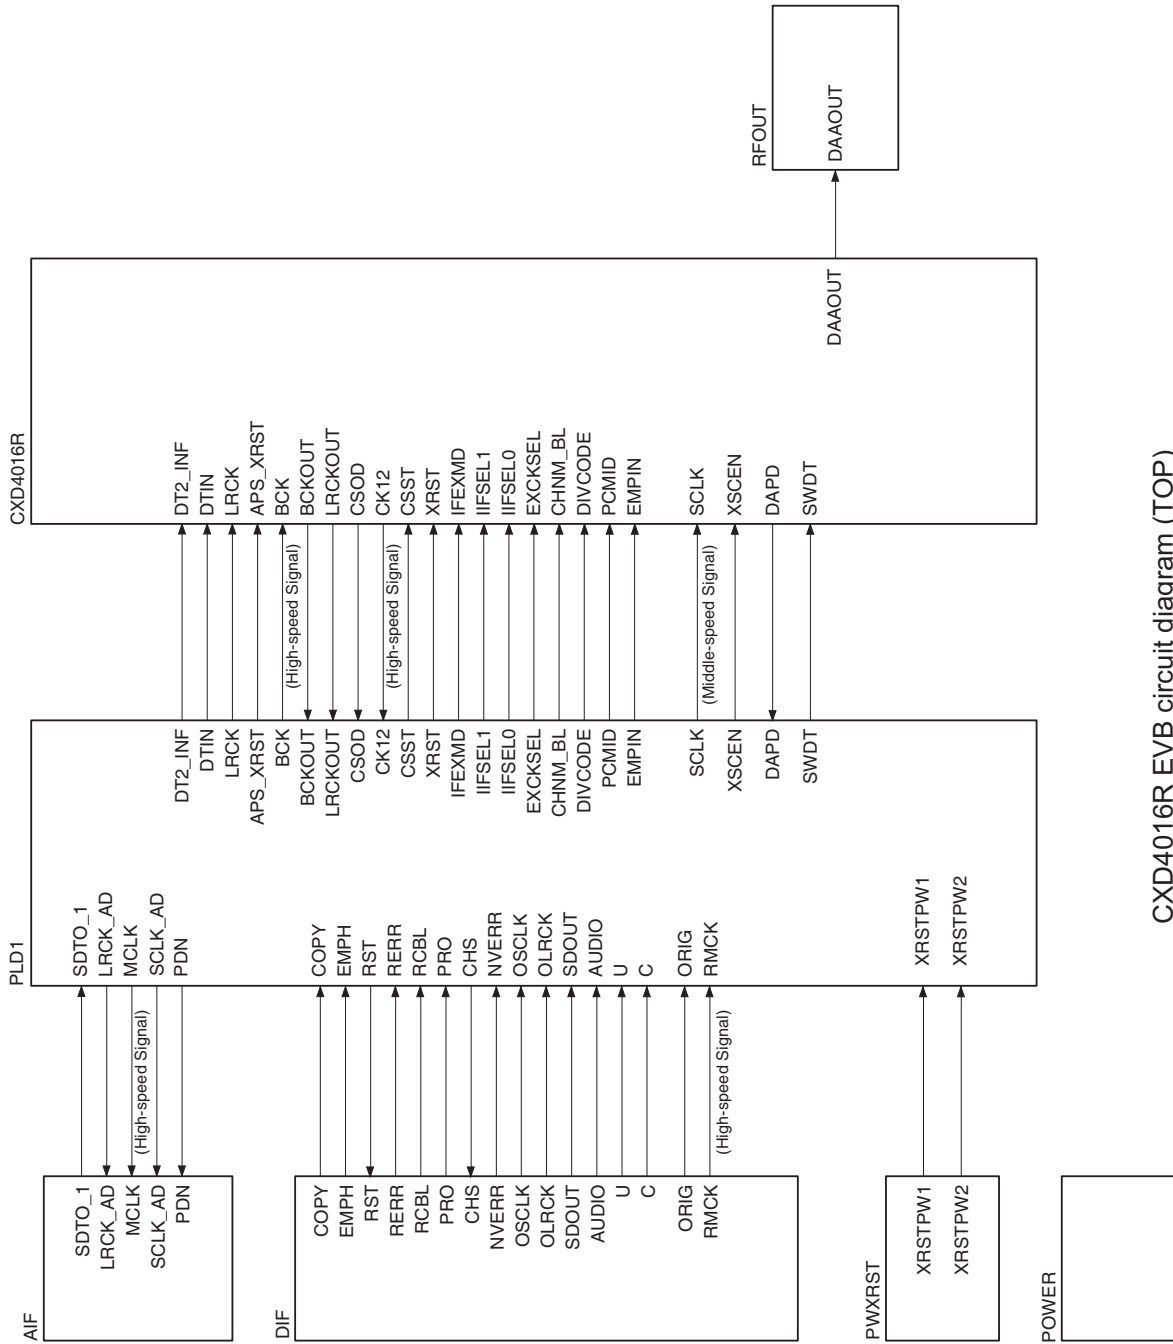 AIF
SDTO_1
LRCK_AD
MCLK
SCLK_AD
PDN
(High-speed Signal)
DIF
COPY
EMPH
RST
RERR
RCBL
PRO
CHS
NVERR
OSCLK
OLRCK
SDOUT
AUDIO
U
C
ORIG
RMCK
(High-speed Signal)
PWXRST
XRSTPW1
XRSTPW2
POWER
PLD1
SDTO_1
LRCK_AD
MCLK
SCLK_AD
PDN
COPY
EMPH
RST
RERR
RCBL
PRO
CHS
NVERR
OSCLK
OLRCK
SDOUT
AUDIO
U
C
ORIG
RMCK
XRSTPW1
XRSTPW2
DT2_INF
DTIN
LRCK
APS_XRST
BCK
BCKOUT
LRCKOUT
CSOD
CK12
CSST
XRST
IFEXMD
IIFSEL1
IIFSEL0
EXCKSEL
CHNM_BL
DIVCODE
PCMID
EMPIN
SCLK
XSCEN
DAPD
SWDT
(High-speed Signal)
(High-speed Signal)
(Middle-speed Signal)
CXD4016R
DT2_INF
DTIN
LRCK
APS_XRST
BCK
BCKOUT
LRCKOUT
CSOD
CK12
CSST
XRST
IFEXMD
IIFSEL1
IIFSEL0
EXCKSEL
CHNM_BL
DIVCODE
PCMID
EMPIN
SCLK
XSCEN
DAPD
SWDT
DAAOUT
RFOUT
DAAOUT
CXD4016R EVB circuit diagram (TOP)